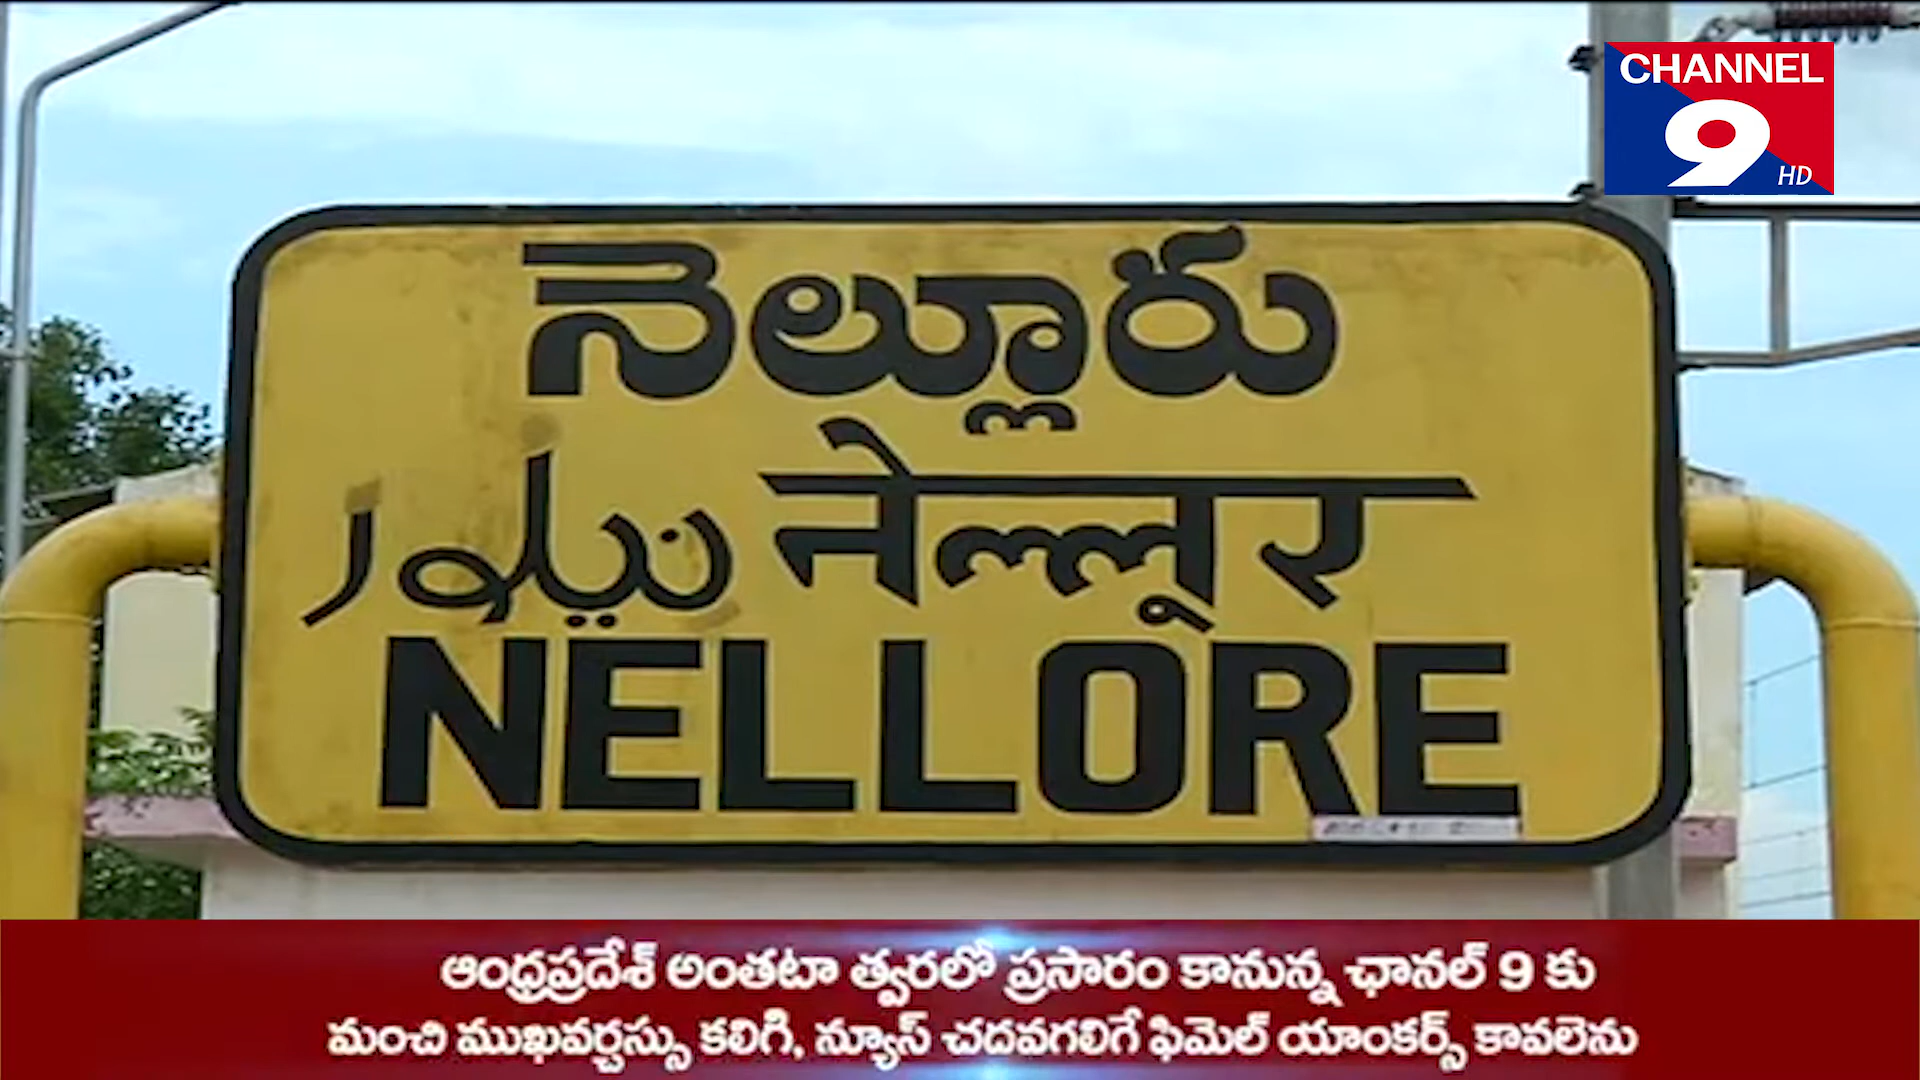 CHANNEL
9
HD
నెల్లూరు
نیلور नेल्लूर
NELLORE
ఆంధ్రప్రదేశ్ అంతటా త్వరలో ప్రసారం కానున్న ఛానల్ 9 కు
మంచి ముఖవర్చస్సు కలిగి, న్యూస్ చదవగలిగే ఫిమెల్ యాంకర్స్ కావలెను